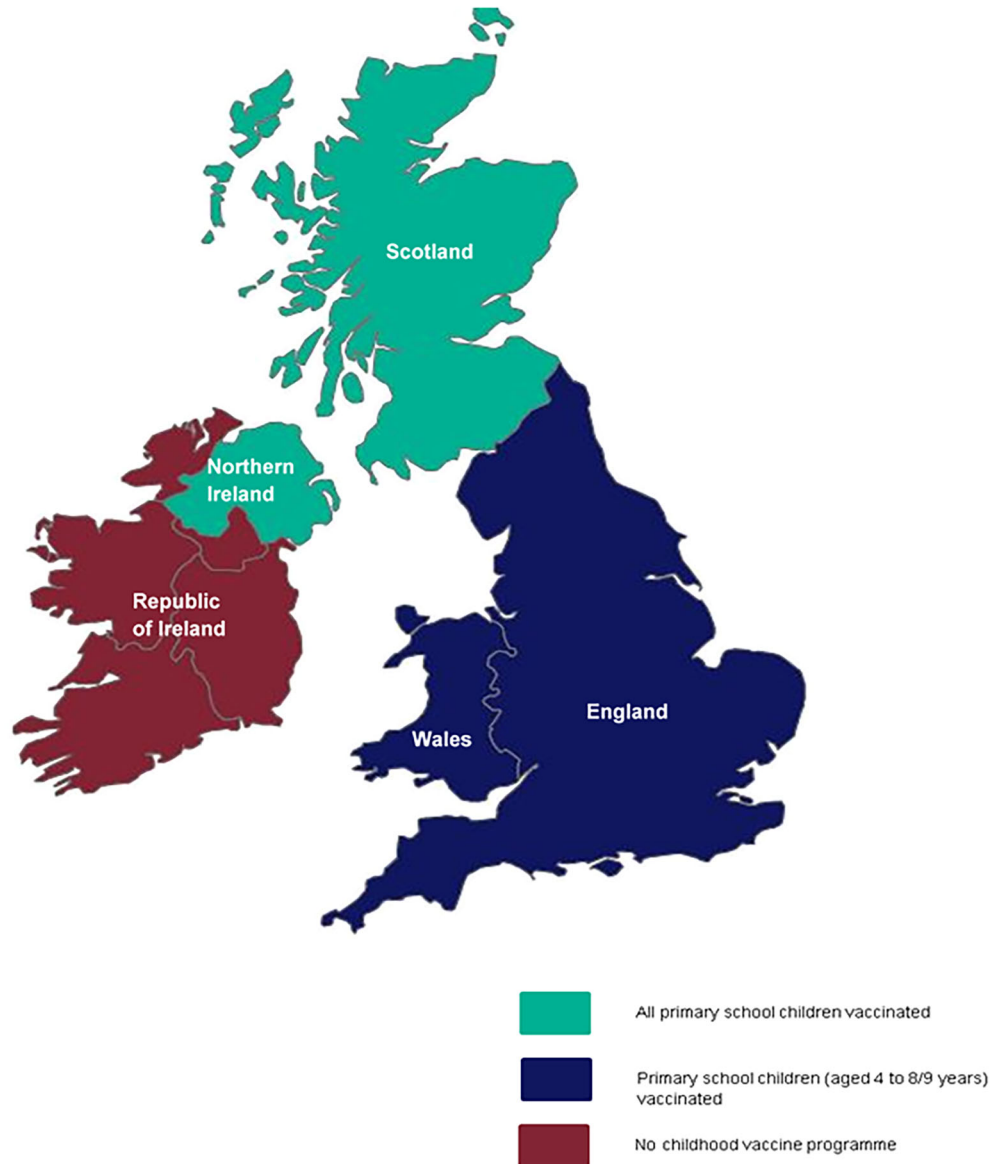 Scotland
Northern
Ireland
Republic
of Ireland
England
Wales
All primary school children vaccinated
Primary school children (aged 4 to 8/9 years)
vaccinated
No childhood vaccine programme